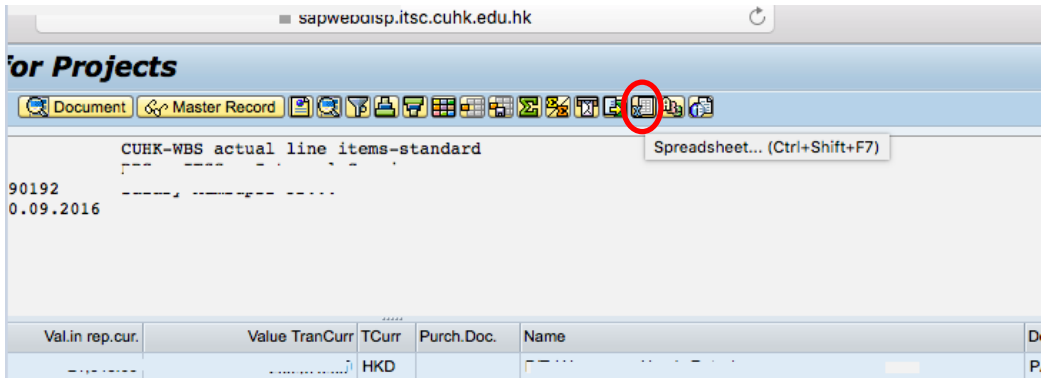 sapwebdisp.itsc.cuhk.edu.hk
for Projects
Document Master Record
Spreadsheet... (Ctrl+Shift+F7)
CUHK-WBS actual line items-standard
90192
0.09.2016
Val.in rep.cur. Value TranCurr TCurr Purch.Doc. Name
HKD